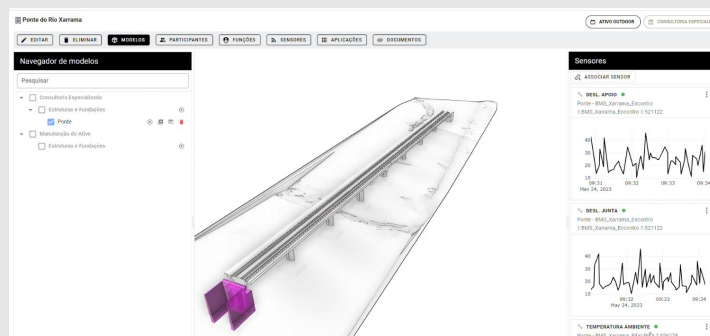 Ponte do Rio Xarrama
ATIVO OUTDOOR
CONSULTORIA ESPECIALI
EDITAR
ELIMINAR
MODELOS
PARTICIPANTES
FUNÇÕES
SENSORES
APLICAÇÕES
DOCUMENTOS
Navegador de modelos
Pesquisar
Consultoria Especializada
Estruturas e Fundações
Ponte
Manutenção do Ativo
Estruturas e Fundações
Sensores
ASSOCIAR SENSOR
DESL. APOIO
Ponte - BMS_Xarrama_Encontro
1:BMS_Xarrama_Encontro 1:521122
40
30
20
10
09:31 09:32 09:33 09:34
May 24, 2023
DESL. JUNTA
Ponte - BMS_Xarrama_Encontro
1:BMS_Xarrama_Encontro 1:521122
40
30
20
10
09:32 09:33 09:34
May 24, 2023
TEMPERATURA AMBIENTE